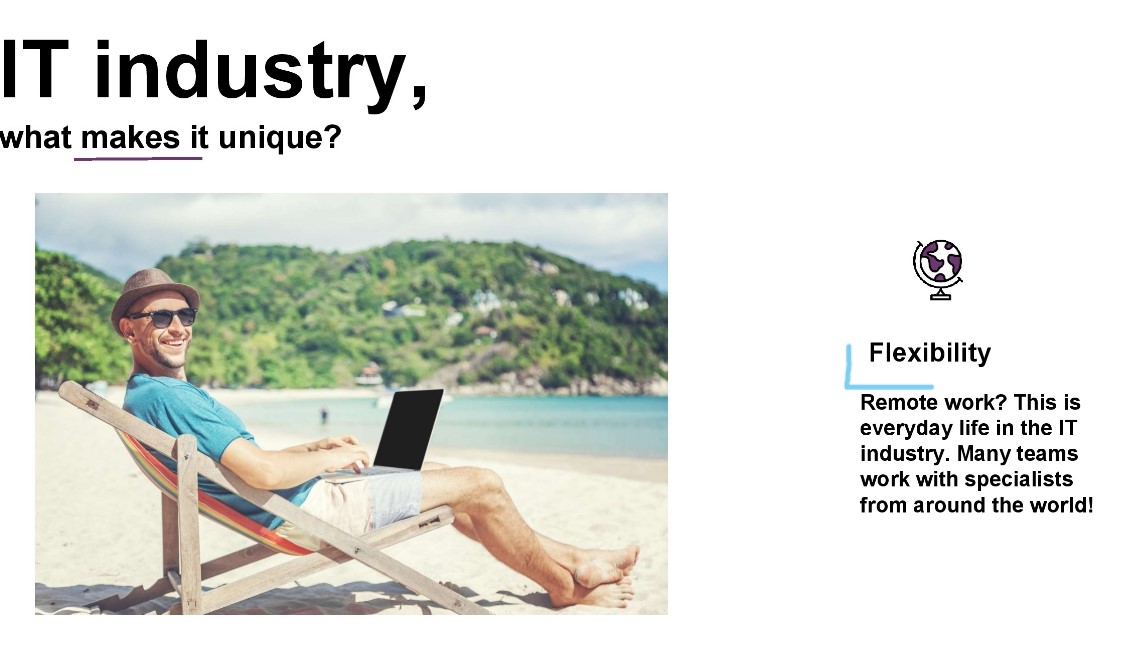 IT industry,
what makes it unique?
Flexibility
Remote work? This is
everyday life in the IT
industry. Many teams
work with specialists
from around the world!